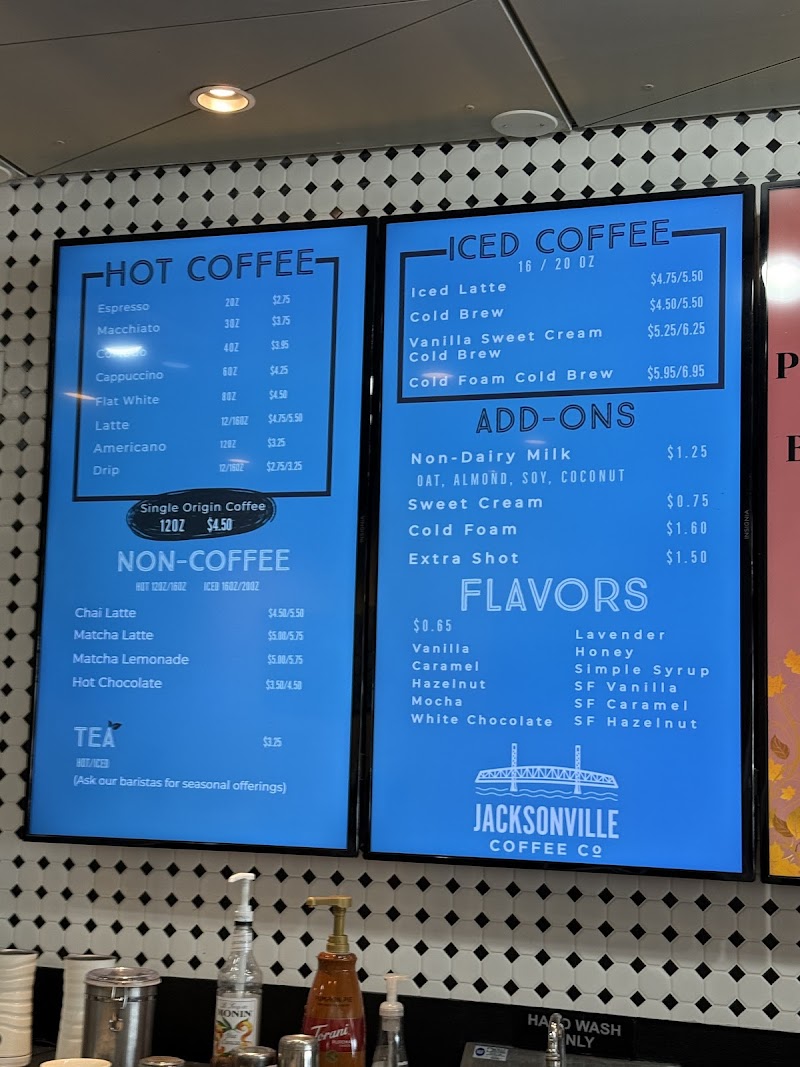 HOT COFFEE
Espresso 2OZ $2.75
Macchiato 3OZ $3.75
4OZ $3.95
Cappuccino 6OZ $4.25
Flat White 8OZ $4.50
Latte 12/16OZ $4.75/5.50
Americano 12OZ $3.25
Drip 12/16OZ $2.75/3.25
Single Origin Coffee
12OZ $4.50
NON-COFFEE
HOT 12OZ/16OZ ICED 16OZ/20OZ
Chai Latte $4.50/5.50
Matcha Latte $5.00/5.75
Matcha Lemonade $5.00/5.75
Hot Chocolate $3.50/4.50
TEA $3.25
HOT/ICED
(Ask our baristas for seasonal offerings)
ICED COFFEE
16 / 20 OZ
Iced Latte $4.75/5.50
Cold Brew $4.50/5.50
Vanilla Sweet Cream $5.25/6.25
Cold Brew
Cold Foam Cold Brew $5.95/6.95
ADD-ONS
Non-Dairy Milk $1.25
OAT, ALMOND, SOY, COCONUT
Sweet Cream $0.75
Cold Foam $1.60
Extra Shot $1.50
FLAVORS
$0.65
Vanilla
Caramel
Hazelnut
Mocha
White Chocolate
Lavender
Honey
Simple Syrup
SF Vanilla
SF Caramel
SF Hazelnut
JACKSONVILLE
COFFEE CO
INSIGNIA
P
B
MONIN
Torani
HAND WASH
ONLY